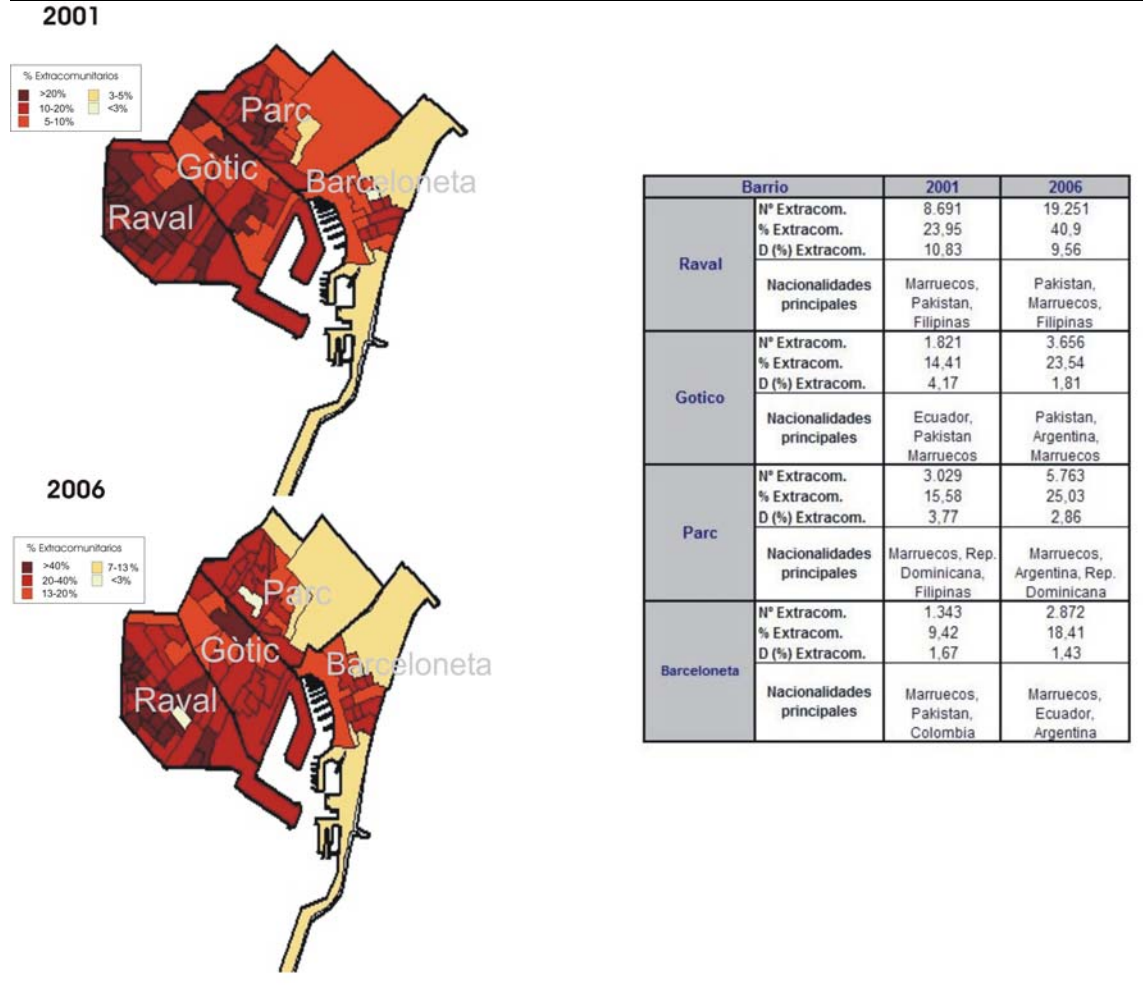 2001
% Extracomunitarios
>20% 3-5%
10-20% <3%
5-10%
Parc
Gòtic
Barceloneta
Raval
2006
% Extracomunitarios
>40% 7-13%
20-40% <3%
13-20%
Parc
Gòtic
Barceloneta
Raval
Barrio 2001 2006
Raval
Nº Extracom. 8.691 19.251
% Extracom. 23,95 40,9
D (%) Extracom. 10,83 9,56
Nacionalidades Marruecos, Pakistan,
principales Pakistan, Marruecos,
Filipinas Filipinas
Gotico
Nº Extracom. 1.821 3.656
% Extracom. 14,41 23,54
D (%) Extracom. 4,17 1,81
Nacionalidades Ecuador, Pakistan,
principales Pakistan Argentina,
Marruecos Marruecos
Parc
Nº Extracom. 3.029 5.763
% Extracom. 15,58 25,03
D (%) Extracom. 3,77 2,86
Nacionalidades Marruecos, Rep. Marruecos,
principales Dominicana, Argentina, Rep.
Filipinas Dominicana
Barceloneta
Nº Extracom. 1.343 2.872
% Extracom. 9,42 18,41
D (%) Extracom. 1,67 1,43
Nacionalidades Marruecos, Marruecos,
principales Pakistan, Ecuador,
Colombia Argentina